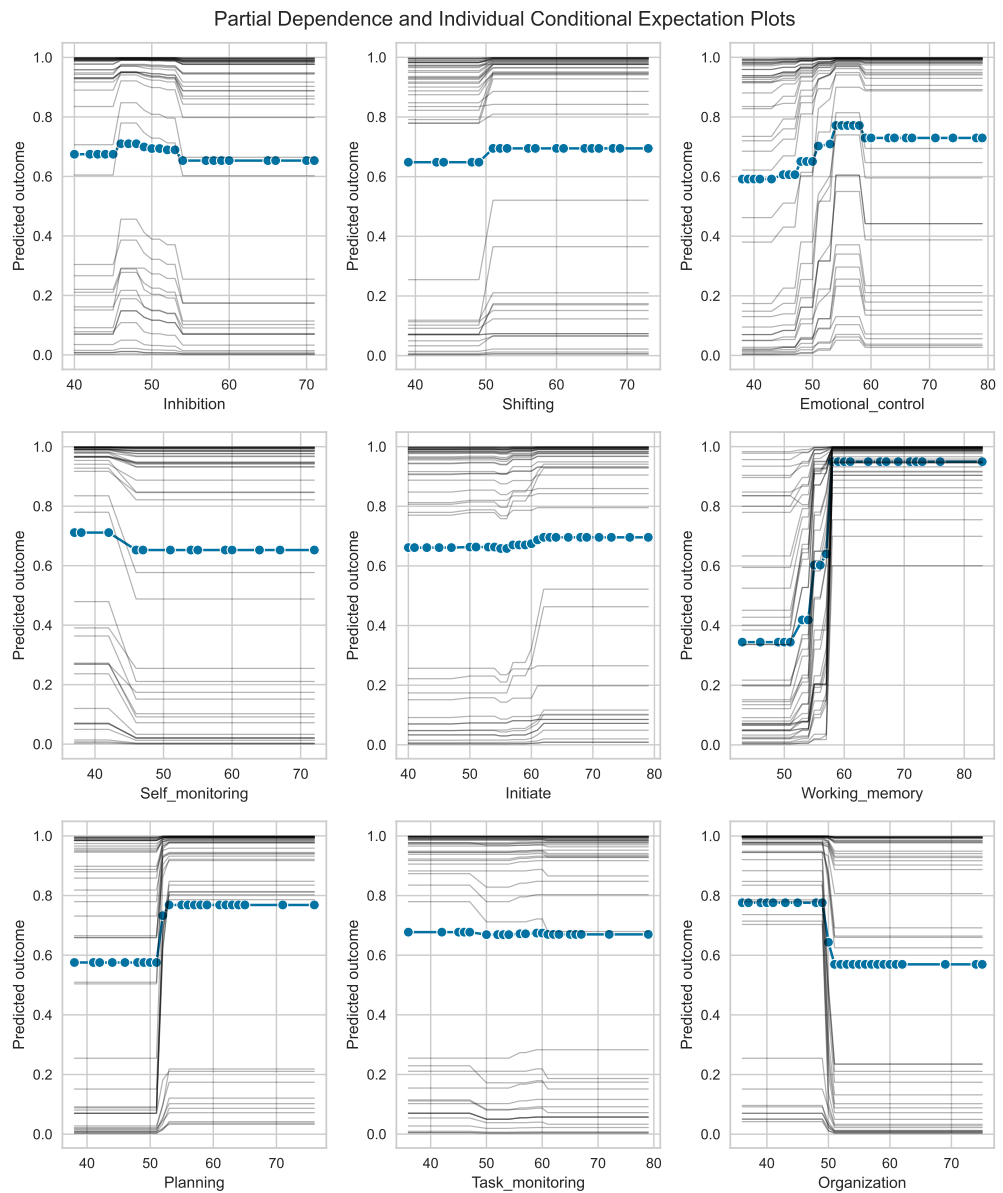 Partial Dependence and Individual Conditional Expectation Plots
Predicted outcome
1.0
0.8
0.6
0.4
0.2
0.0
40 50 60 70
Inhibition
Predicted outcome
1.0
0.8
0.6
0.4
0.2
0.0
40 50 60 70
Shifting
Predicted outcome
1.0
0.8
0.6
0.4
0.2
0.0
40 50 60 70 80
Emotional_control
Predicted outcome
1.0
0.8
0.6
0.4
0.2
0.0
40 50 60 70
Self_monitoring
Predicted outcome
1.0
0.8
0.6
0.4
0.2
0.0
40 50 60 70 80
Initiate
Predicted outcome
1.0
0.8
0.6
0.4
0.2
0.0
50 60 70 80
Working_memory
Predicted outcome
1.0
0.8
0.6
0.4
0.2
0.0
40 50 60 70
Planning
Predicted outcome
1.0
0.8
0.6
0.4
0.2
0.0
40 50 60 70 80
Task_monitoring
Predicted outcome
1.0
0.8
0.6
0.4
0.2
0.0
40 50 60 70
Organization